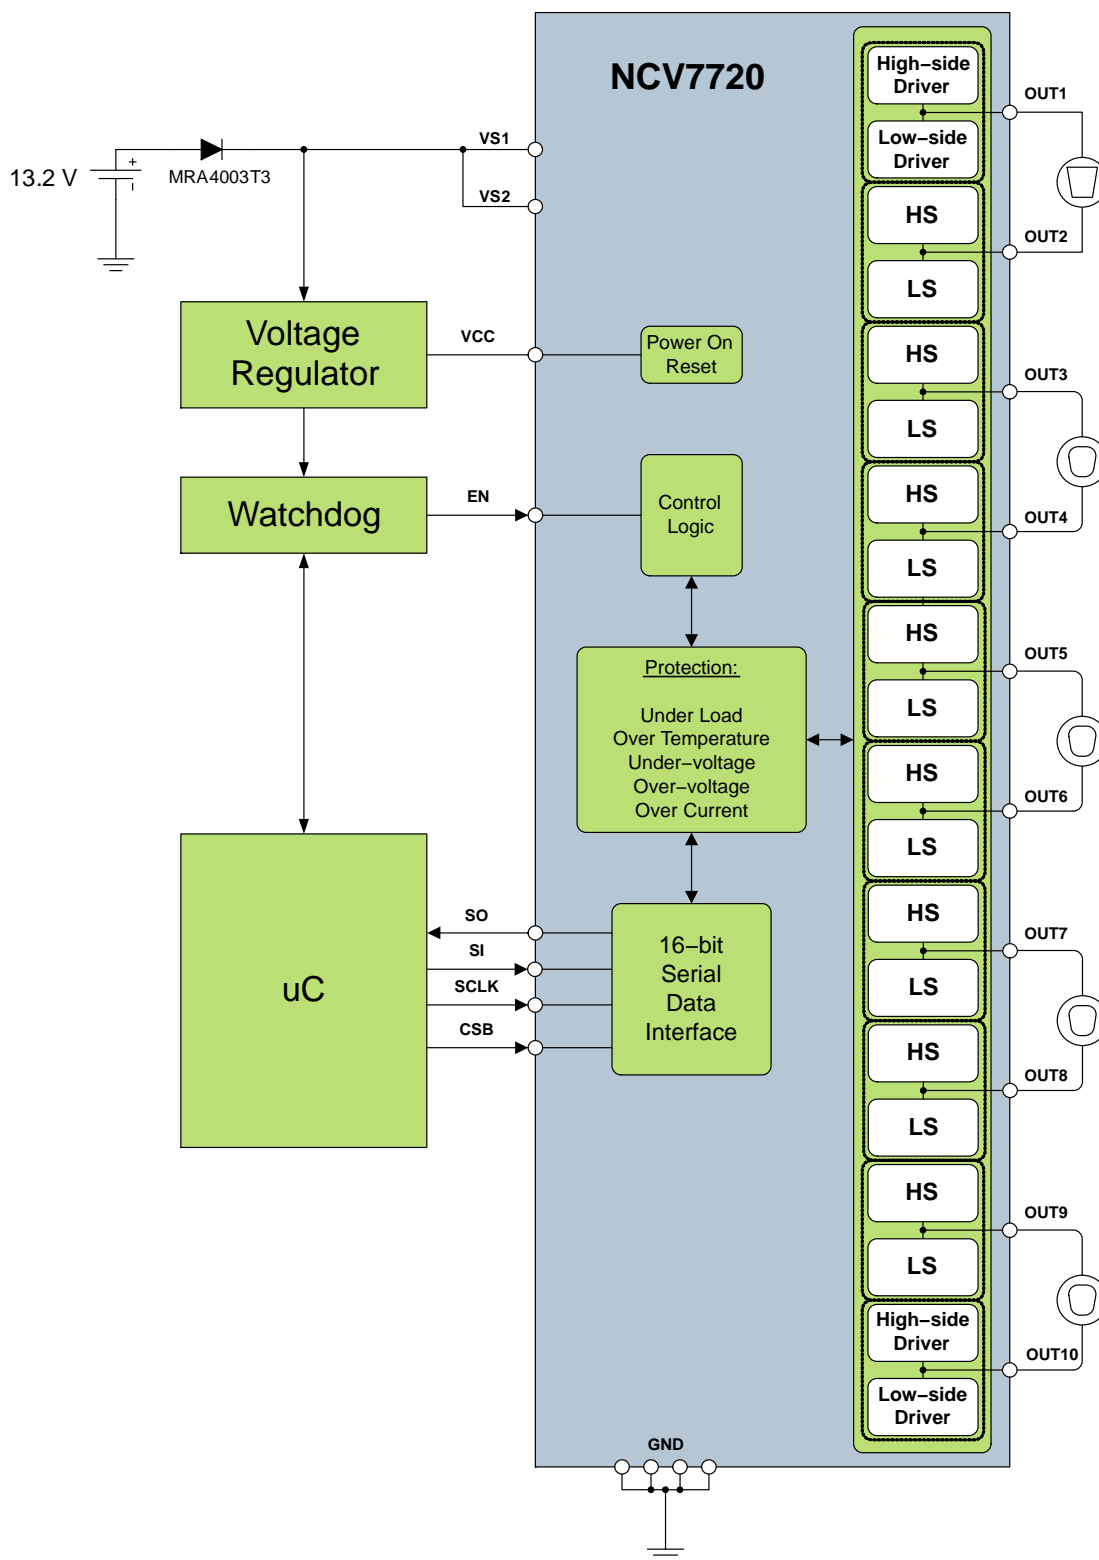 NCV7720
High−side
Driver
OUT1
Low−side
Driver
VS1
+
−
13.2 V
MRA4003T3
VS2
HS
OUT2
LS
Voltage
Regulator
VCC
Power On
Reset
HS
OUT3
LS
Watchdog
EN
Control
Logic
HS
OUT4
LS
HS
OUT5
Protection:
Under Load
Over Temperature
Under−voltage
Over−voltage
Over Current
LS
HS
OUT6
LS
uC
SO
SI
SCLK
CSB
16−bit
Serial
Data
Interface
HS
OUT7
LS
HS
OUT8
LS
HS
OUT9
LS
High−side
Driver
OUT10
Low−side
Driver
GND